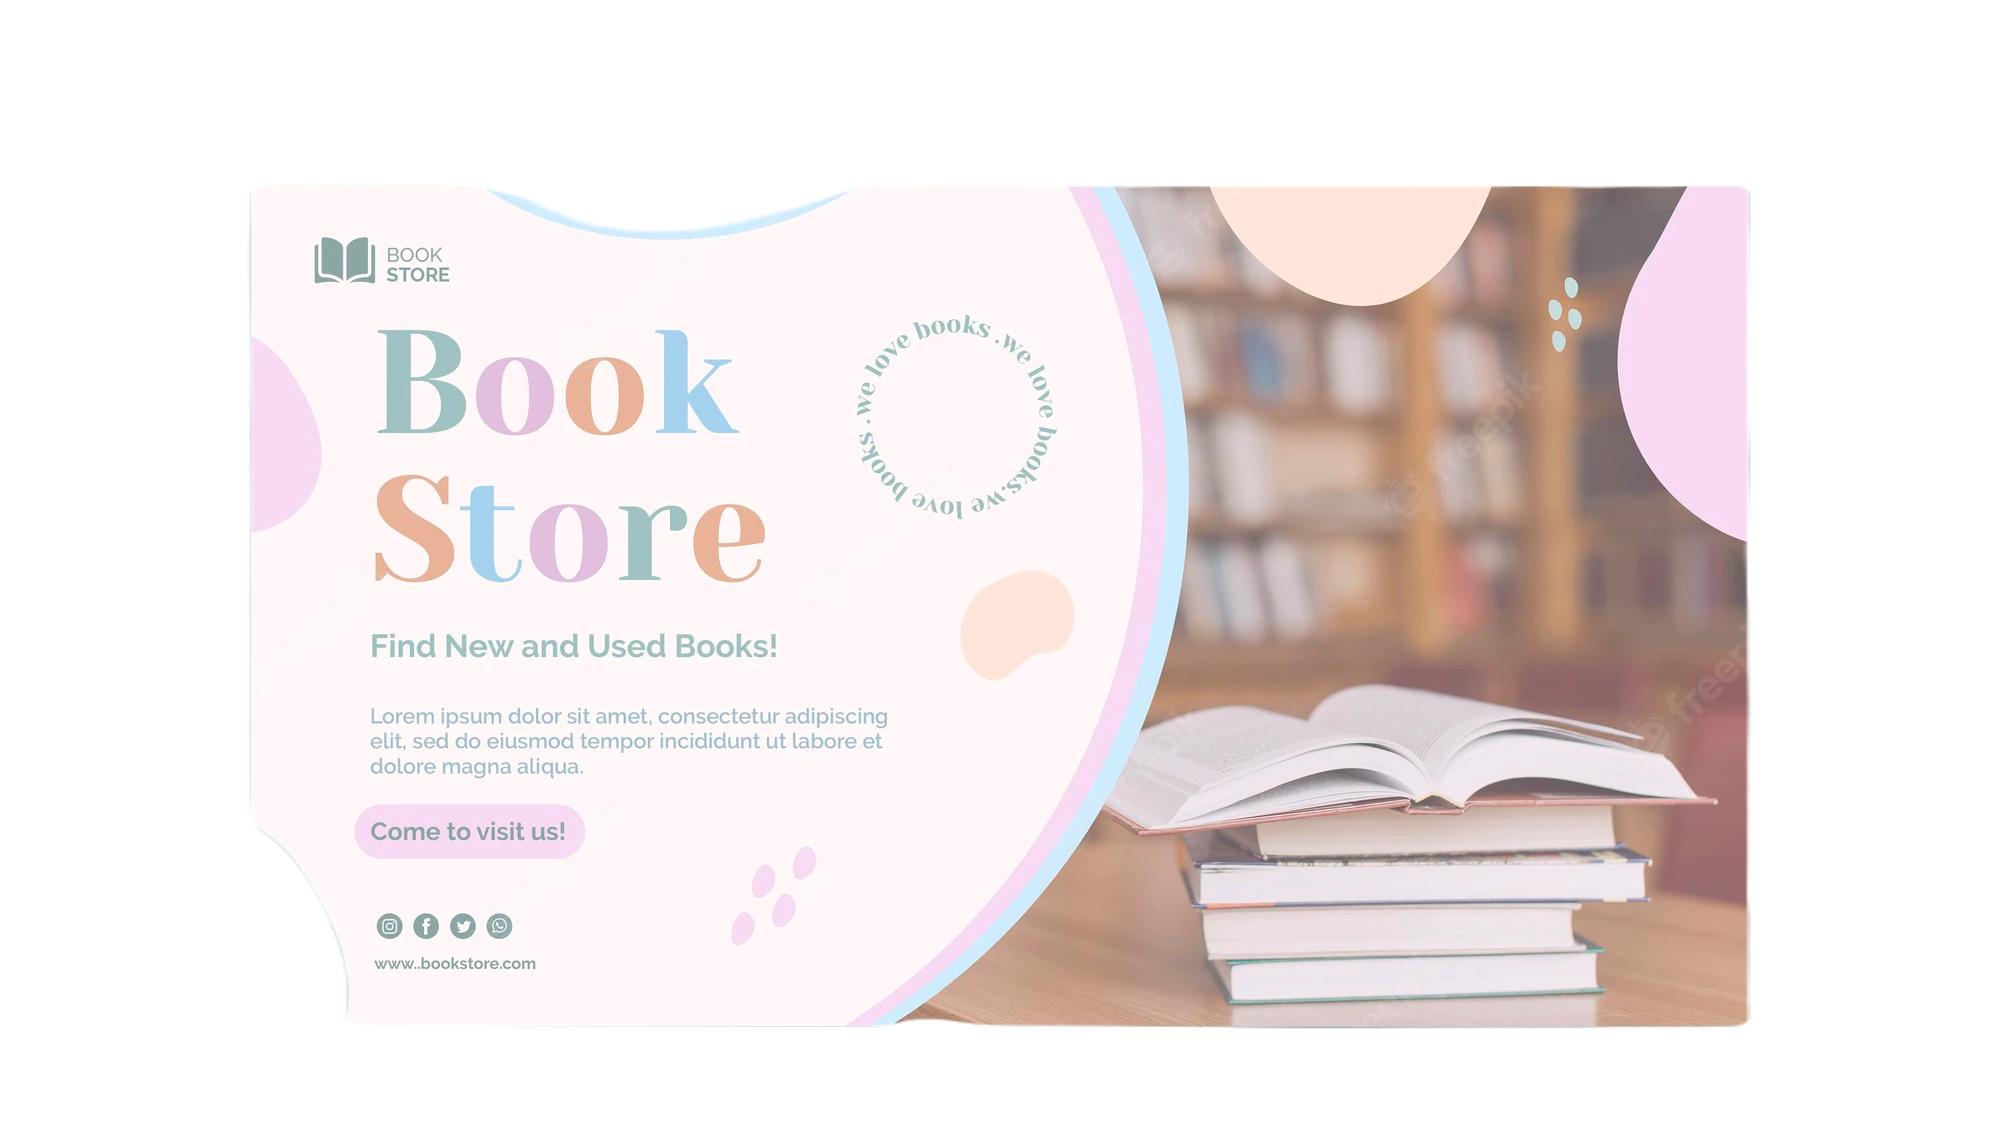 BOOK
STORE
Book
Store
we love books .we love books.we love books .
Find New and Used Books!
Lorem ipsum dolor sit amet, consectetur adipiscing
elit, sed do eiusmod tempor incididunt ut labore et
dolore magna aliqua.
Come to visit us!
www..bookstore.com
freepik
freepik